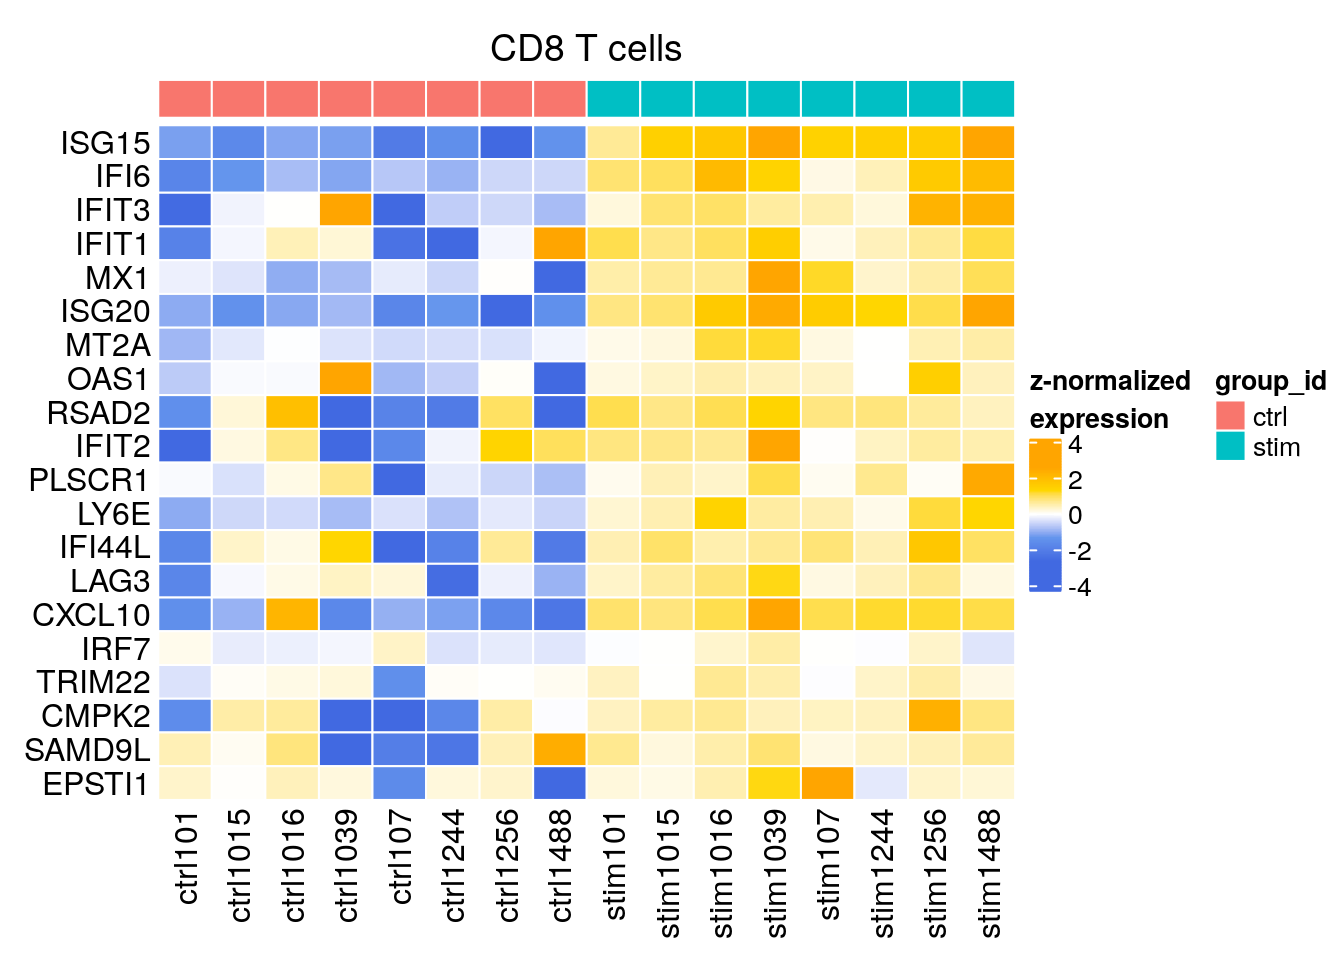 CD8 T cells
ISG15
IFI6
IFIT3
IFIT1
MX1
ISG20
MT2A
OAS1
RSAD2
IFIT2
PLSCR1
LY6E
IFI44L
LAG3
CXCL10
IRF7
TRIM22
CMPK2
SAMD9L
EPSTI1
ctrl101
ctrl1015
ctrl1016
ctrl1039
ctrl107
ctrl1244
ctrl1256
ctrl1488
stim101
stim1015
stim1016
stim1039
stim107
stim1244
stim1256
stim1488
z-normalized
expression
4
2
0
-2
-4
group_id
ctrl
stim